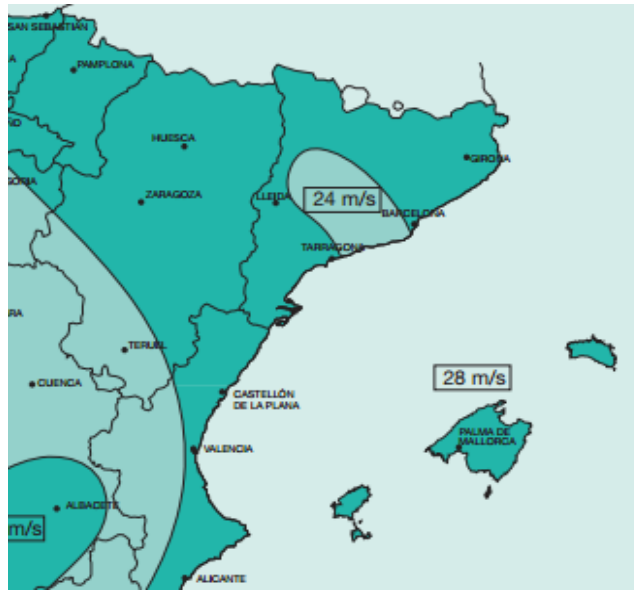 SAN SEBASTIÁN
PAMPLONA
HUESCA
GIRONA
ZARAGOZA
LLEIDA
24 m/s
BARCELONA
TARRAGONA
TERUEL
28 m/s
CUENCA
CASTELLÓN
DE LA PLANA
PALMA DE
MALLORCA
VALENCIA
ALBACETE
m/s
ALICANTE